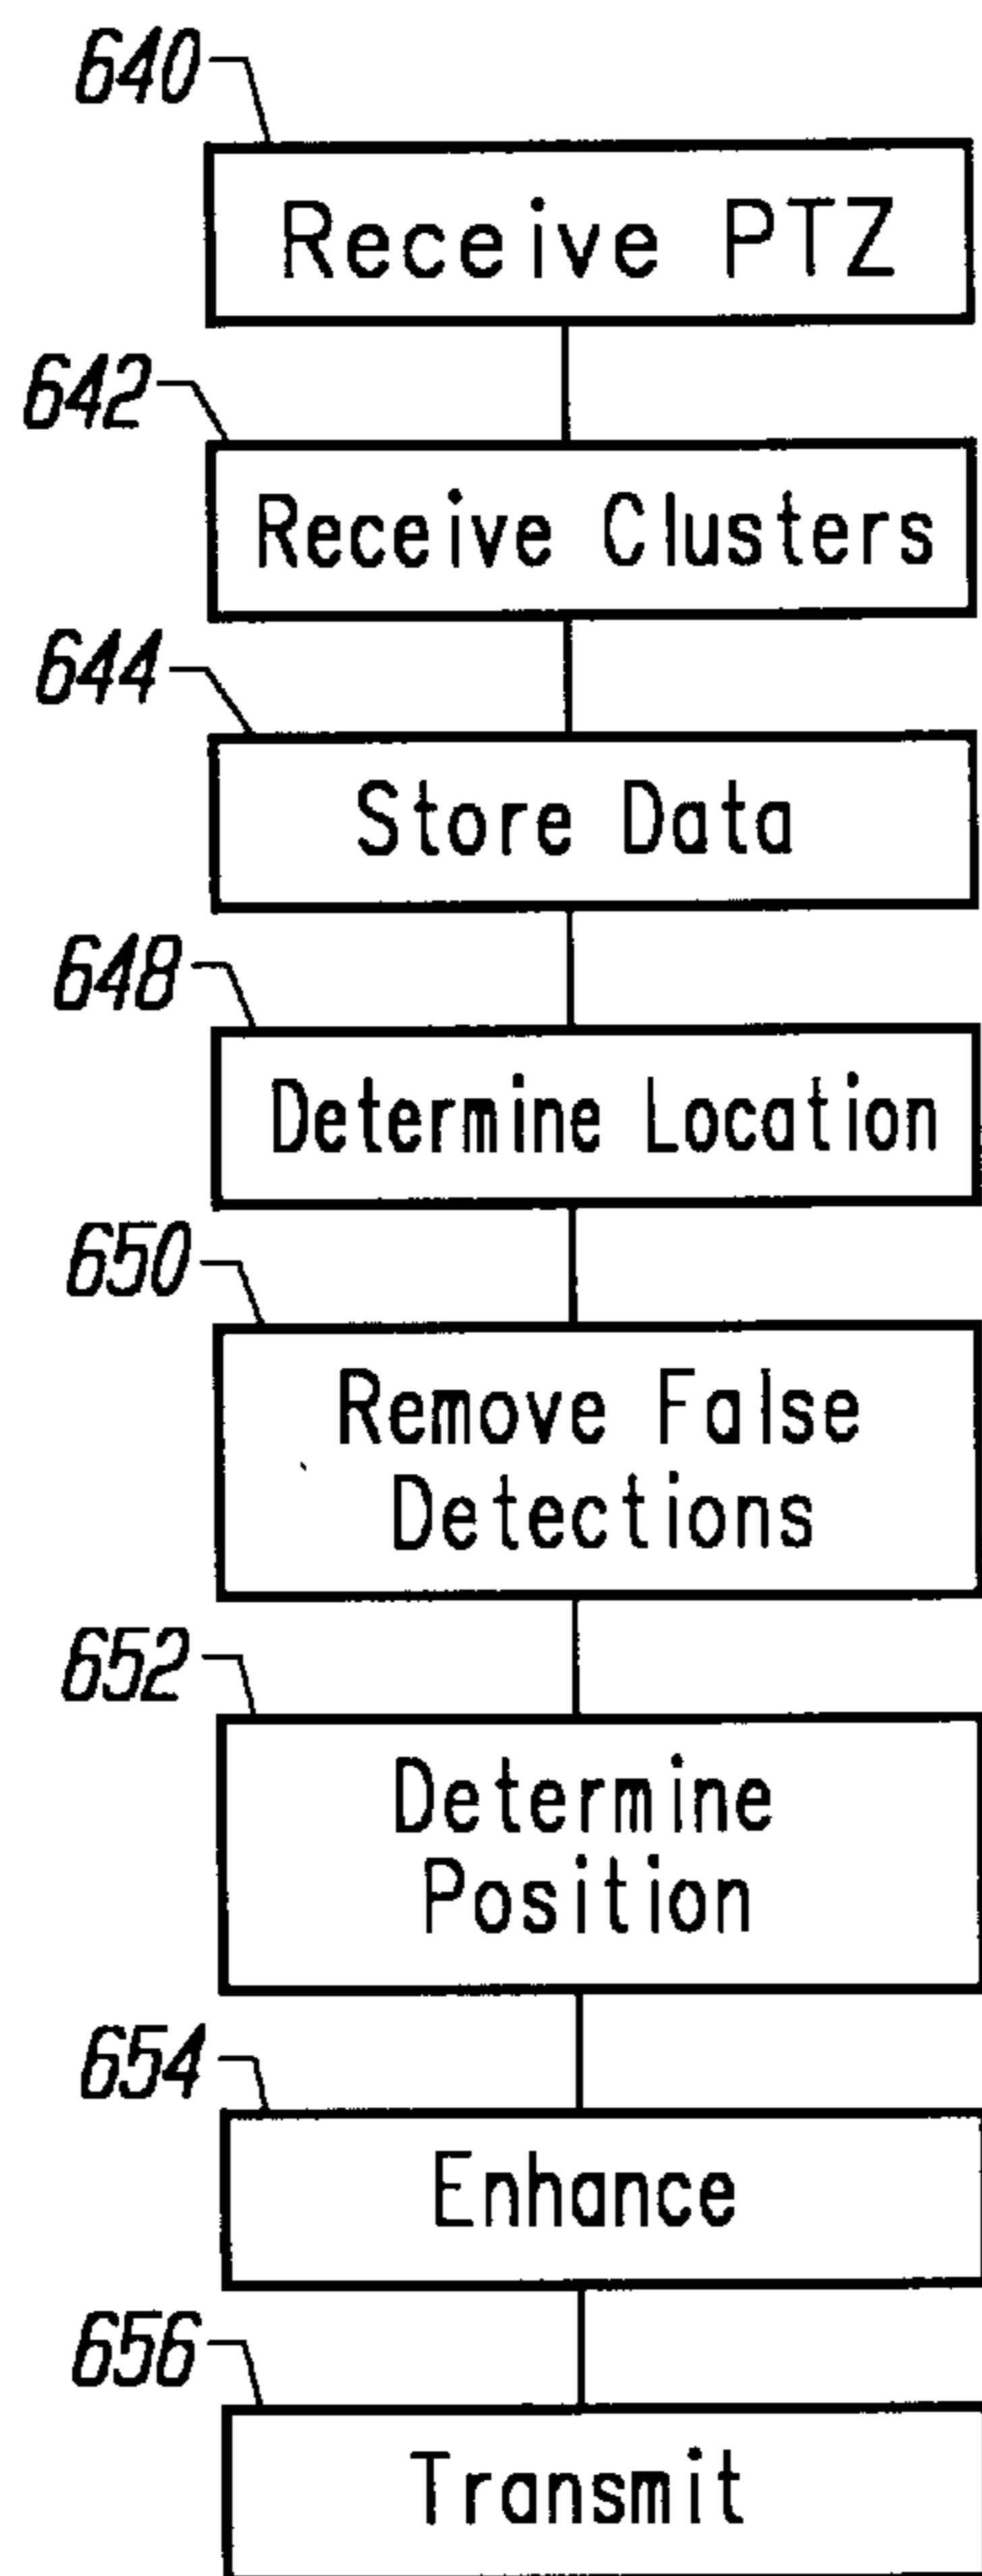 640
Receive PTZ
642
Receive Clusters
644
Store Data
648
Determine Location
650
Remove False
Detections
652
Determine
Position
654
Enhance
656
Transmit